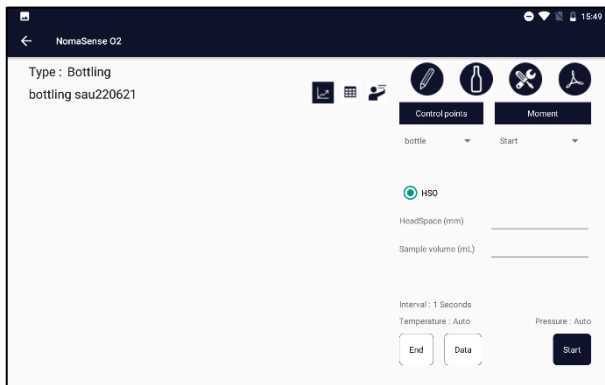 15:49
NomaSense O2
Type : Bottling
bottling sau220621
Control points
Moment
bottle
Start
HSO
HeadSpace (mm)
Sample volume (mL)
Interval : 1 Seconds
Temperature : Auto
Pressure : Auto
End
Data
Start